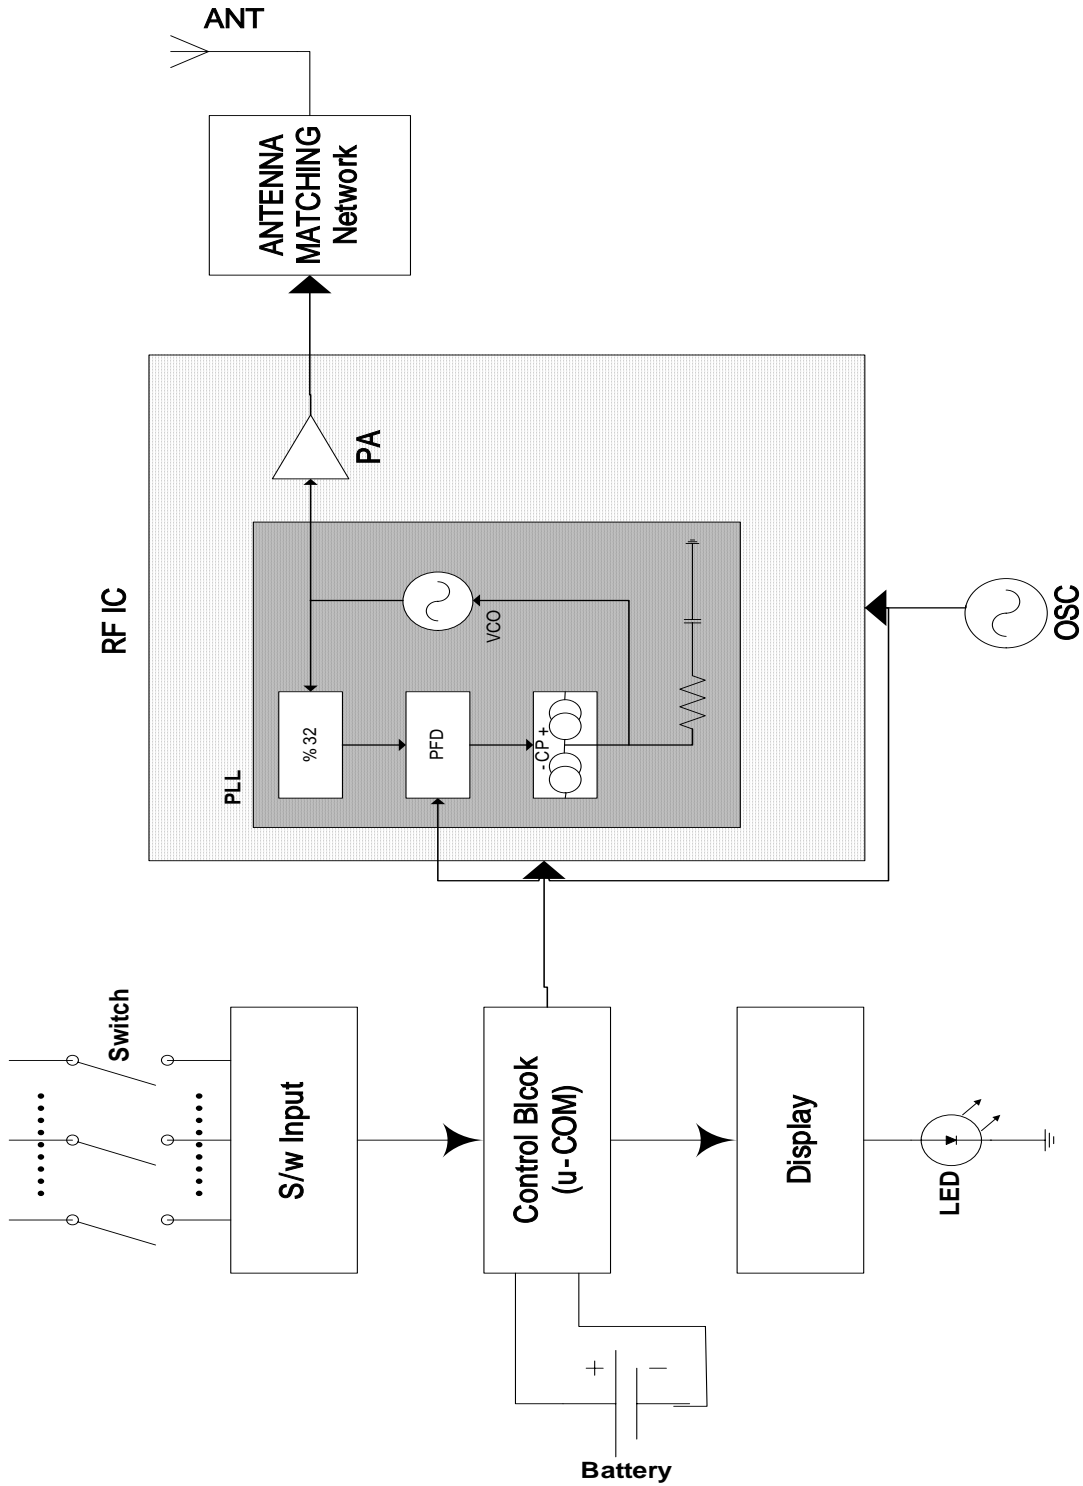 ANT
ANTENNA
MATCHING
Network
RF IC
PA
PLL
% 32
PFD
- CP +
VCO
OSC
Switch
S/w Input
Control Blcok
(u-COM)
Display
LED
+
-
Battery